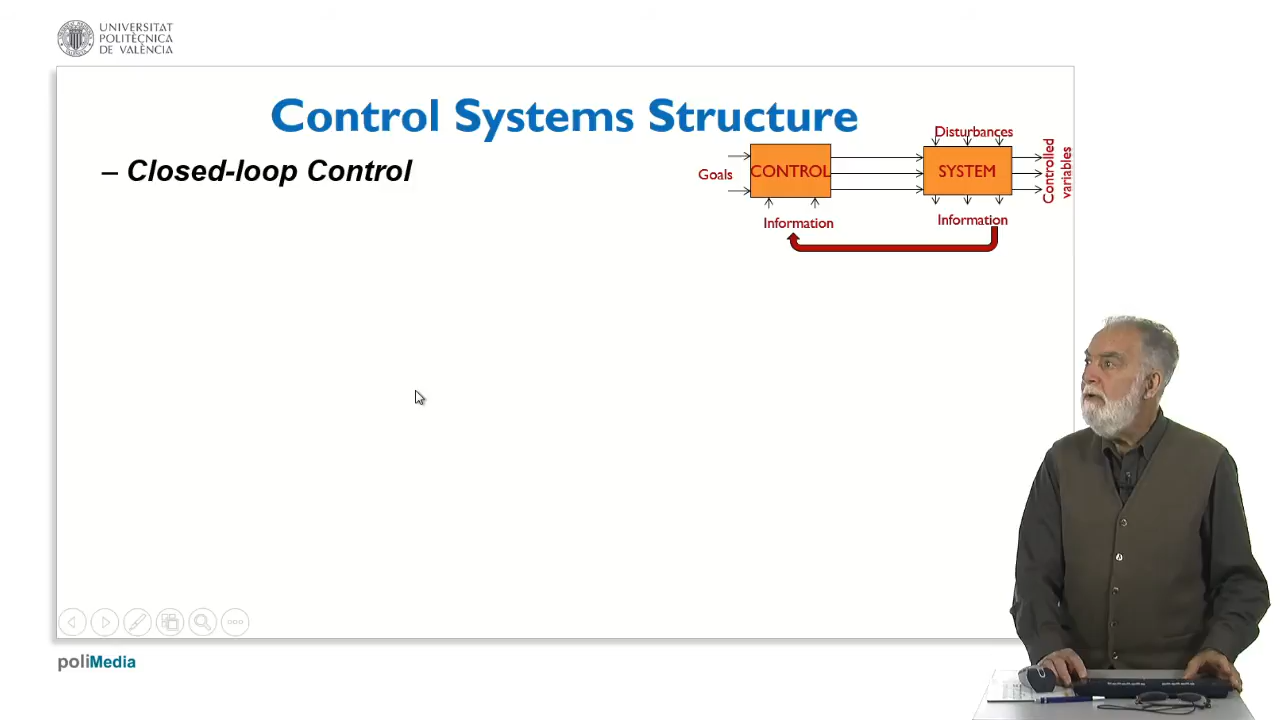 UNIVERSITAT
POLITÈCNICA
DE VALÈNCIA
Control Systems Structure
– Closed-loop Control
Disturbances
Goals
CONTROL
SYSTEM
Controlled
variables
Information
Information
poliMedia